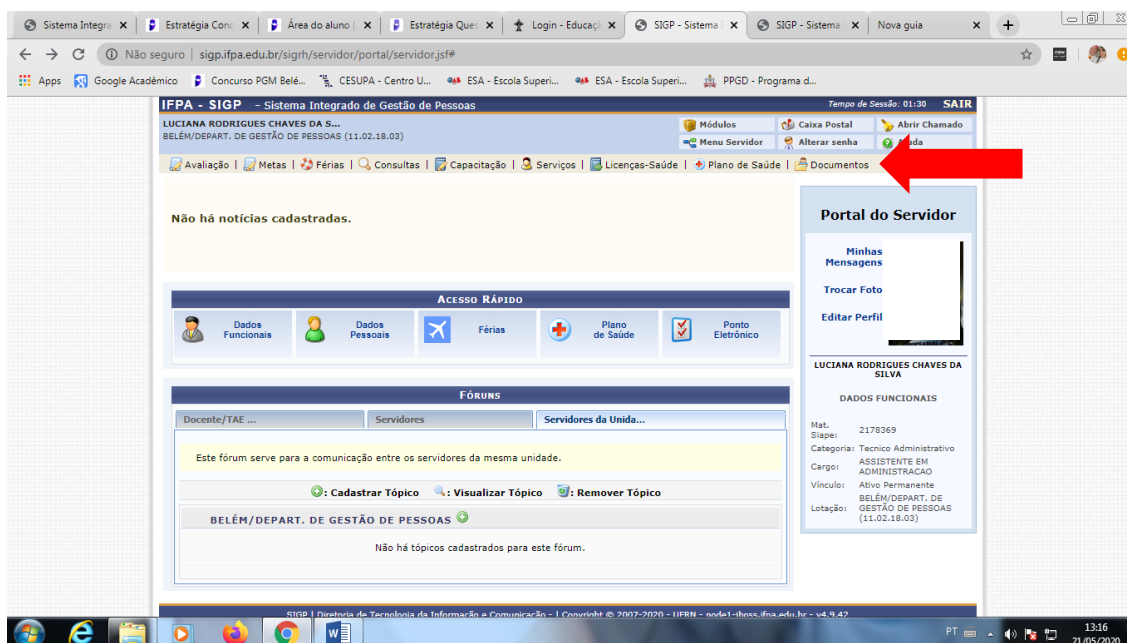 Sistema Integra
Estratégia Conc
Área do aluno |
Estratégia Ques
Login - Educaçã
SIGP - Sistema I
SIGP - Sistema I
Nova guia
Não seguro | sigp.ifpa.edu.br/sigrh/servidor/portal/servidor.jsf#
Apps
Google Acadêmico
Concurso PGM Belé...
CESUPA - Centro U...
ESA - Escola Superi...
ESA - Escola Superi...
PPGD - Programa d...
IFPA - SIGP - Sistema Integrado de Gestão de Pessoas
Tempo de Sessão: 01:30 SAIR
LUCIANA RODRIGUES CHAVES DA S...
BELÉM/DEPART. DE GESTÃO DE PESSOAS (11.02.18.03)
Módulos
Caixa Postal
Abrir Chamado
Menu Servidor
Alterar senha
Avaliação | Metas | Férias | Consultas | Capacitação | Serviços | Licenças-Saúde | Plano de Saúde | Documentos
Não há notícias cadastradas.
Portal do Servidor
Minhas
Mensagens
Trocar Foto
Editar Perfil
ACESSO RÁPIDO
Dados
Funcionais
Dados
Pessoais
Férias
Plano
de Saúde
Ponto
Eletrônico
LUCIANA RODRIGUES CHAVES DA
SILVA
DADOS FUNCIONAIS
Mat.
Siape: 2178369
Categoria: Tecnico Administrativo
Cargo: ASSISTENTE EM
ADMINISTRACAO
Vínculo: Ativo Permanente
Lotação: BELÉM/DEPART. DE
GESTÃO DE PESSOAS
(11.02.18.03)
FÓRUNS
Docente/TAE ...
Servidores
Servidores da Unida...
Este fórum serve para a comunicação entre os servidores da mesma unidade.
: Cadastrar Tópico : Visualizar Tópico : Remover Tópico
BELÉM/DEPART. DE GESTÃO DE PESSOAS
Não há tópicos cadastrados para este fórum.
SIGP | Diretoria de Tecnologia da Informação e Comunicação - | Copyright © 2007-2020 - UFRN - node1-jboss.ifpa.edu.br - v4.9.42
PT
13:16
21/05/2020